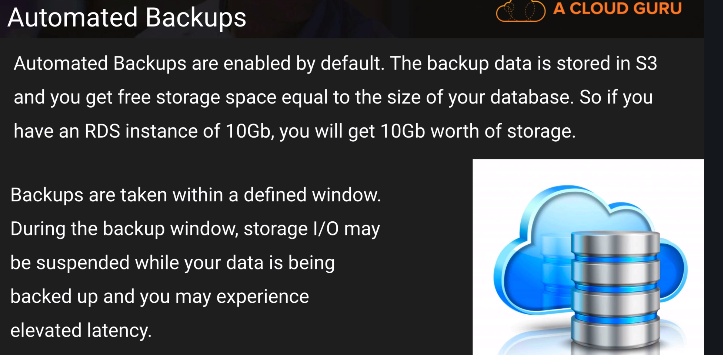 Automated Backups
A CLOUD GURU
Automated Backups are enabled by default. The backup data is stored in S3
and you get free storage space equal to the size of your database. So if you
have an RDS instance of 10Gb, you will get 10Gb worth of storage.
Backups are taken within a defined window.
During the backup window, storage I/O may
be suspended while your data is being
backed up and you may experience
elevated latency.